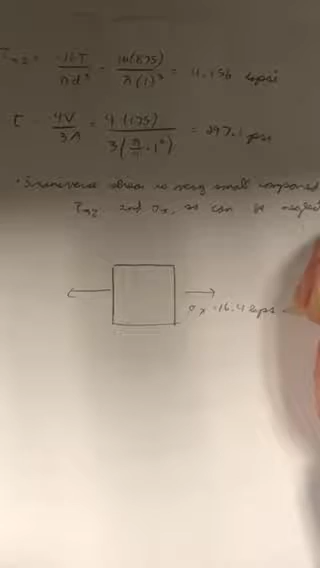 τxz = 16T/πd³ = 16(875)/π(1)³ = 4.456 kpsi
τ = 4V/3A = 4(175)/3(π/4 · 1²) = 297.1 psi
• Transverse shear is very small compared
τxz and σx, so can be neglec
σx = 16.4 kpsi